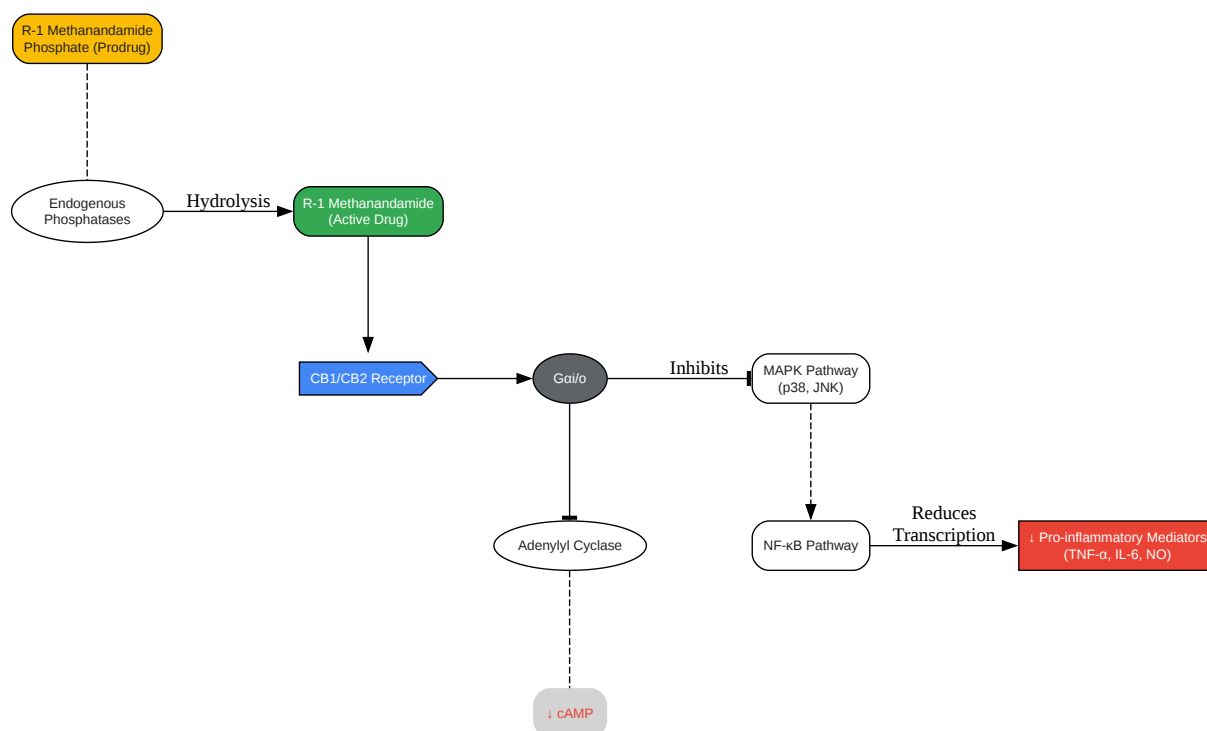 R-1 Methanandamide
Phosphate (Prodrug)
Endogenous
Phosphatases
Hydrolysis
R-1 Methanandamide
(Active Drug)
CB1/CB2 Receptor
Gαi/o
Inhibits
MAPK Pathway
(p38, JNK)
Adenylyl Cyclase
NF-κB Pathway
Reduces
Transcription
↓ Pro-inflammatory Mediators
(TNF-α, IL-6, NO)
↓ cAMP